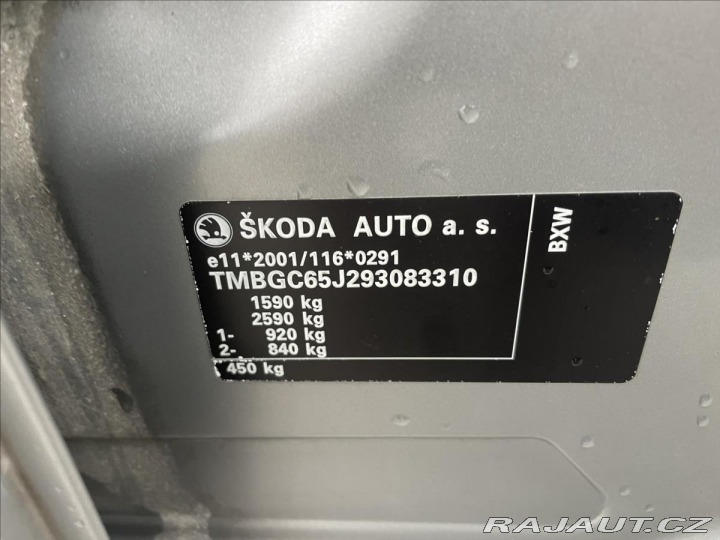 ŠKODA AUTO a. s.
e11*2001/116*0291
TMBGC65J293083310
1590 kg
2590 kg
1- 920 kg
2- 840 kg
450 kg
BXW
RAJAUT.CZ